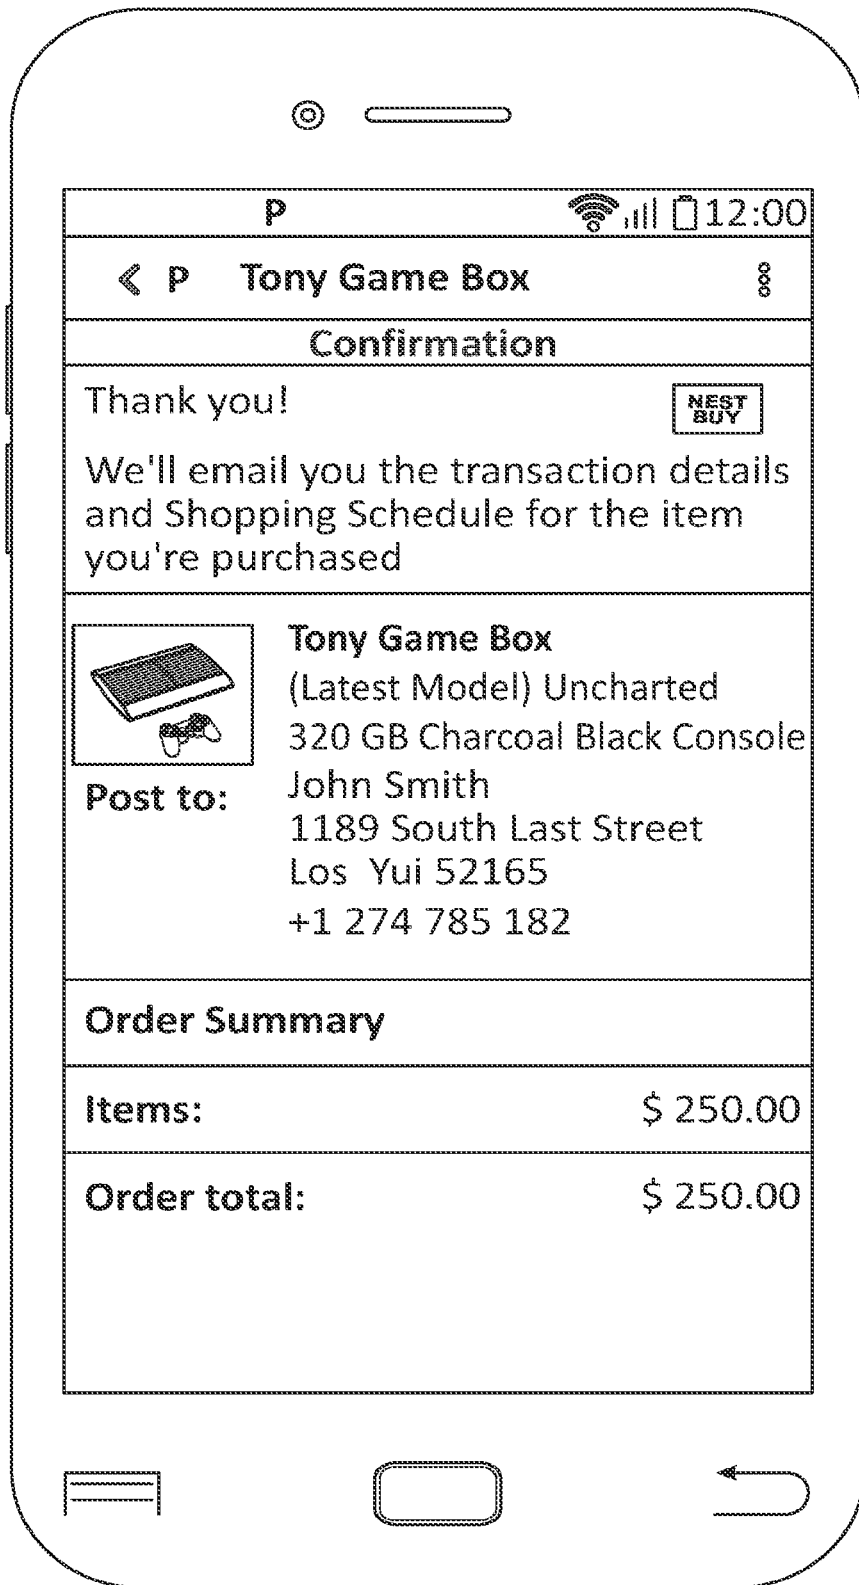 P 12:00
P Tony Game Box
Confirmation
Thank you!
NEST
BUY
We'll email you the transaction details
and Shopping Schedule for the item
you're purchased
Tony Game Box
(Latest Model) Uncharted
320 GB Charcoal Black Console
Post to: John Smith
1189 South Last Street
Los Yui 52165
+1 274 785 182
Order Summary
Items: $ 250.00
Order total: $ 250.00